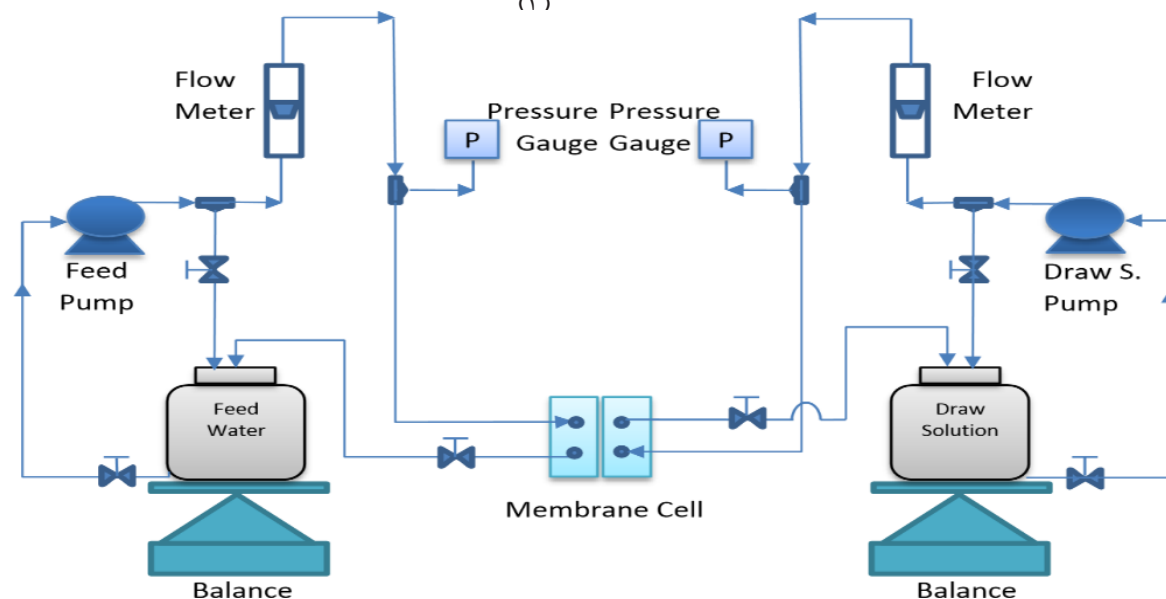 (١)
Flow
Meter
Pressure
Gauge
P
Pressure
Gauge
P
Flow
Meter
Feed
Pump
Draw S.
Pump
Feed
Water
Draw
Solution
Membrane Cell
Balance
Balance